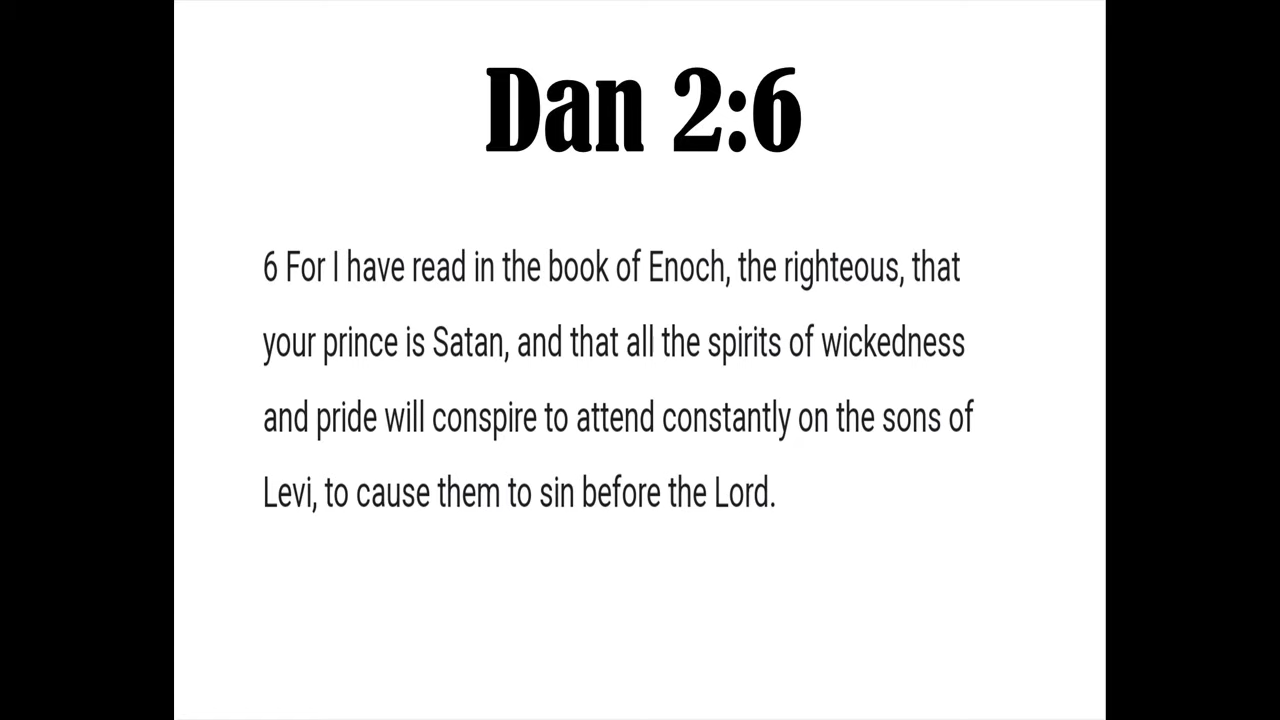 Dan 2:6
6 For I have read in the book of Enoch, the righteous, that
your prince is Satan, and that all the spirits of wickedness
and pride will conspire to attend constantly on the sons of
Levi, to cause them to sin before the Lord.